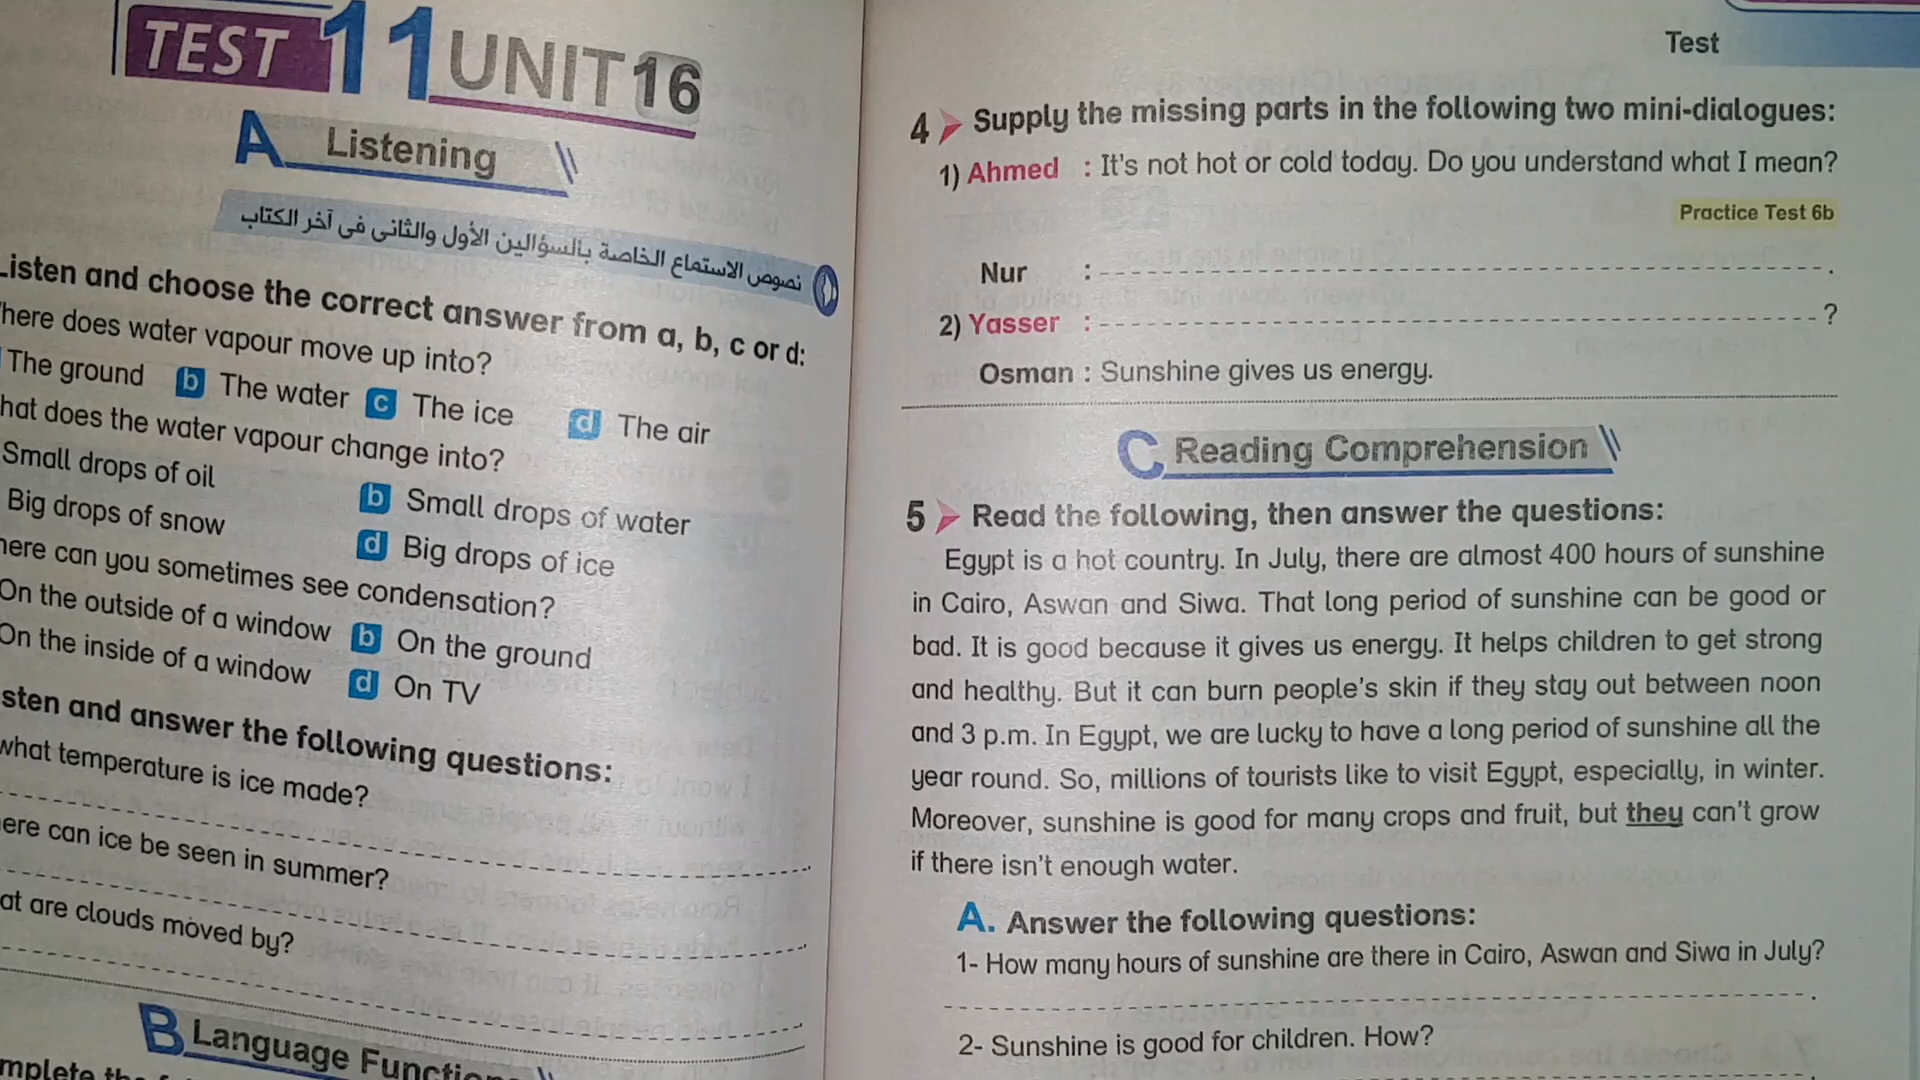 TEST 11 UNIT 16
A Listening
نصوص الاستماع الخاصة بالسؤالين الأول والثانى فى آخر الكتاب
Listen and choose the correct answer from a, b, c or d:
here does water vapour move up into?
The ground b The water c The ice d The air
hat does the water vapour change into?
Small drops of oil b Small drops of water
Big drops of snow d Big drops of ice
here can you sometimes see condensation?
On the outside of a window b On the ground
On the inside of a window d On TV
sten and answer the following questions:
what temperature is ice made?
ere can ice be seen in summer?
at are clouds moved by?
B Language Function
mplete the
Test
4 Supply the missing parts in the following two mini-dialogues:
1) Ahmed : It's not hot or cold today. Do you understand what I mean?
Practice Test 6b
Nur : .
2) Yasser : ?
Osman : Sunshine gives us energy.
C Reading Comprehension
5 Read the following, then answer the questions:
Egypt is a hot country. In July, there are almost 400 hours of sunshine
in Cairo, Aswan and Siwa. That long period of sunshine can be good or
bad. It is good because it gives us energy. It helps children to get strong
and healthy. But it can burn people's skin if they stay out between noon
and 3 p.m. In Egypt, we are lucky to have a long period of sunshine all the
year round. So, millions of tourists like to visit Egypt, especially, in winter.
Moreover, sunshine is good for many crops and fruit, but they can't grow
if there isn't enough water.
A. Answer the following questions:
1- How many hours of sunshine are there in Cairo, Aswan and Siwa in July?
2- Sunshine is good for children. How?